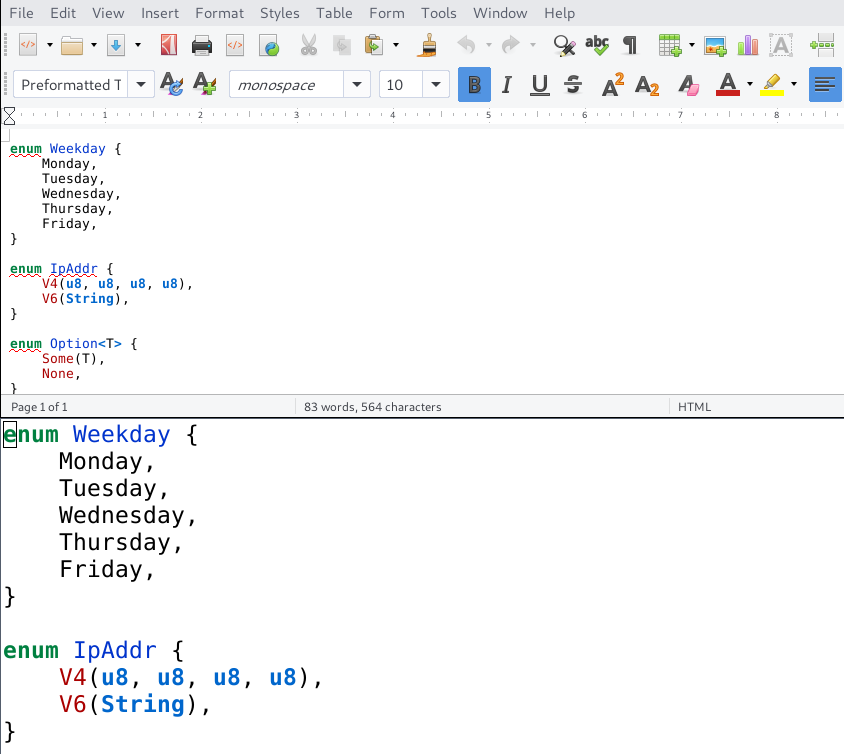 File Edit View Insert Format Styles Table Form Tools Window Help
Preformatted T monospace 10 B I U S A2 A2 A A
1 2 3 4 5 6 7 8
enum Weekday {
Monday,
Tuesday,
Wednesday,
Thursday,
Friday,
}
enum IpAddr {
V4(u8, u8, u8, u8),
V6(String),
}
enum Option<T> {
Some(T),
None,
}
Page 1 of 1 83 words, 564 characters HTML
enum Weekday {
Monday,
Tuesday,
Wednesday,
Thursday,
Friday,
}
enum IpAddr {
V4(u8, u8, u8, u8),
V6(String),
}